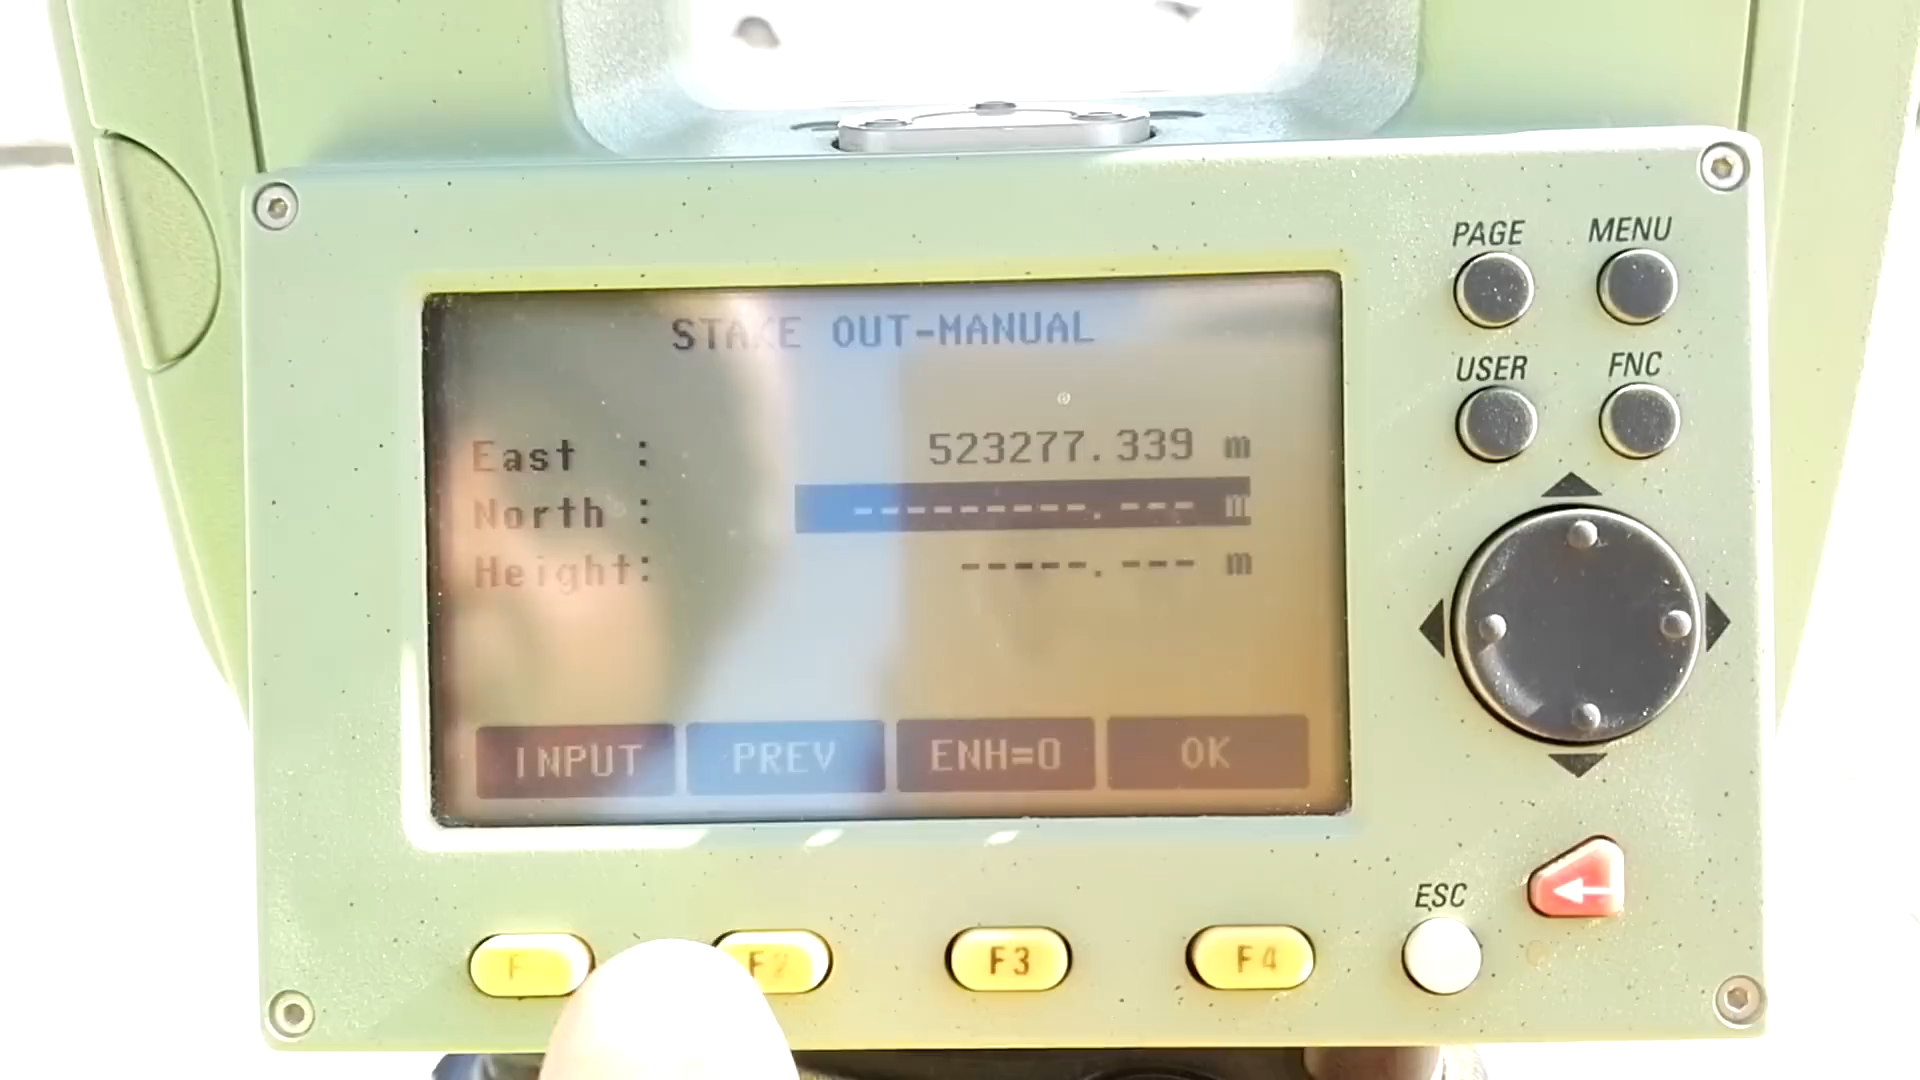 PAGE MENU
STAKE OUT-MANUAL
USER FNC
East : 523277.339 m
North : ---------.--- m
Height: -----.--- m
INPUT PREV ENH=0 OK
ESC
F F2 F3 F4